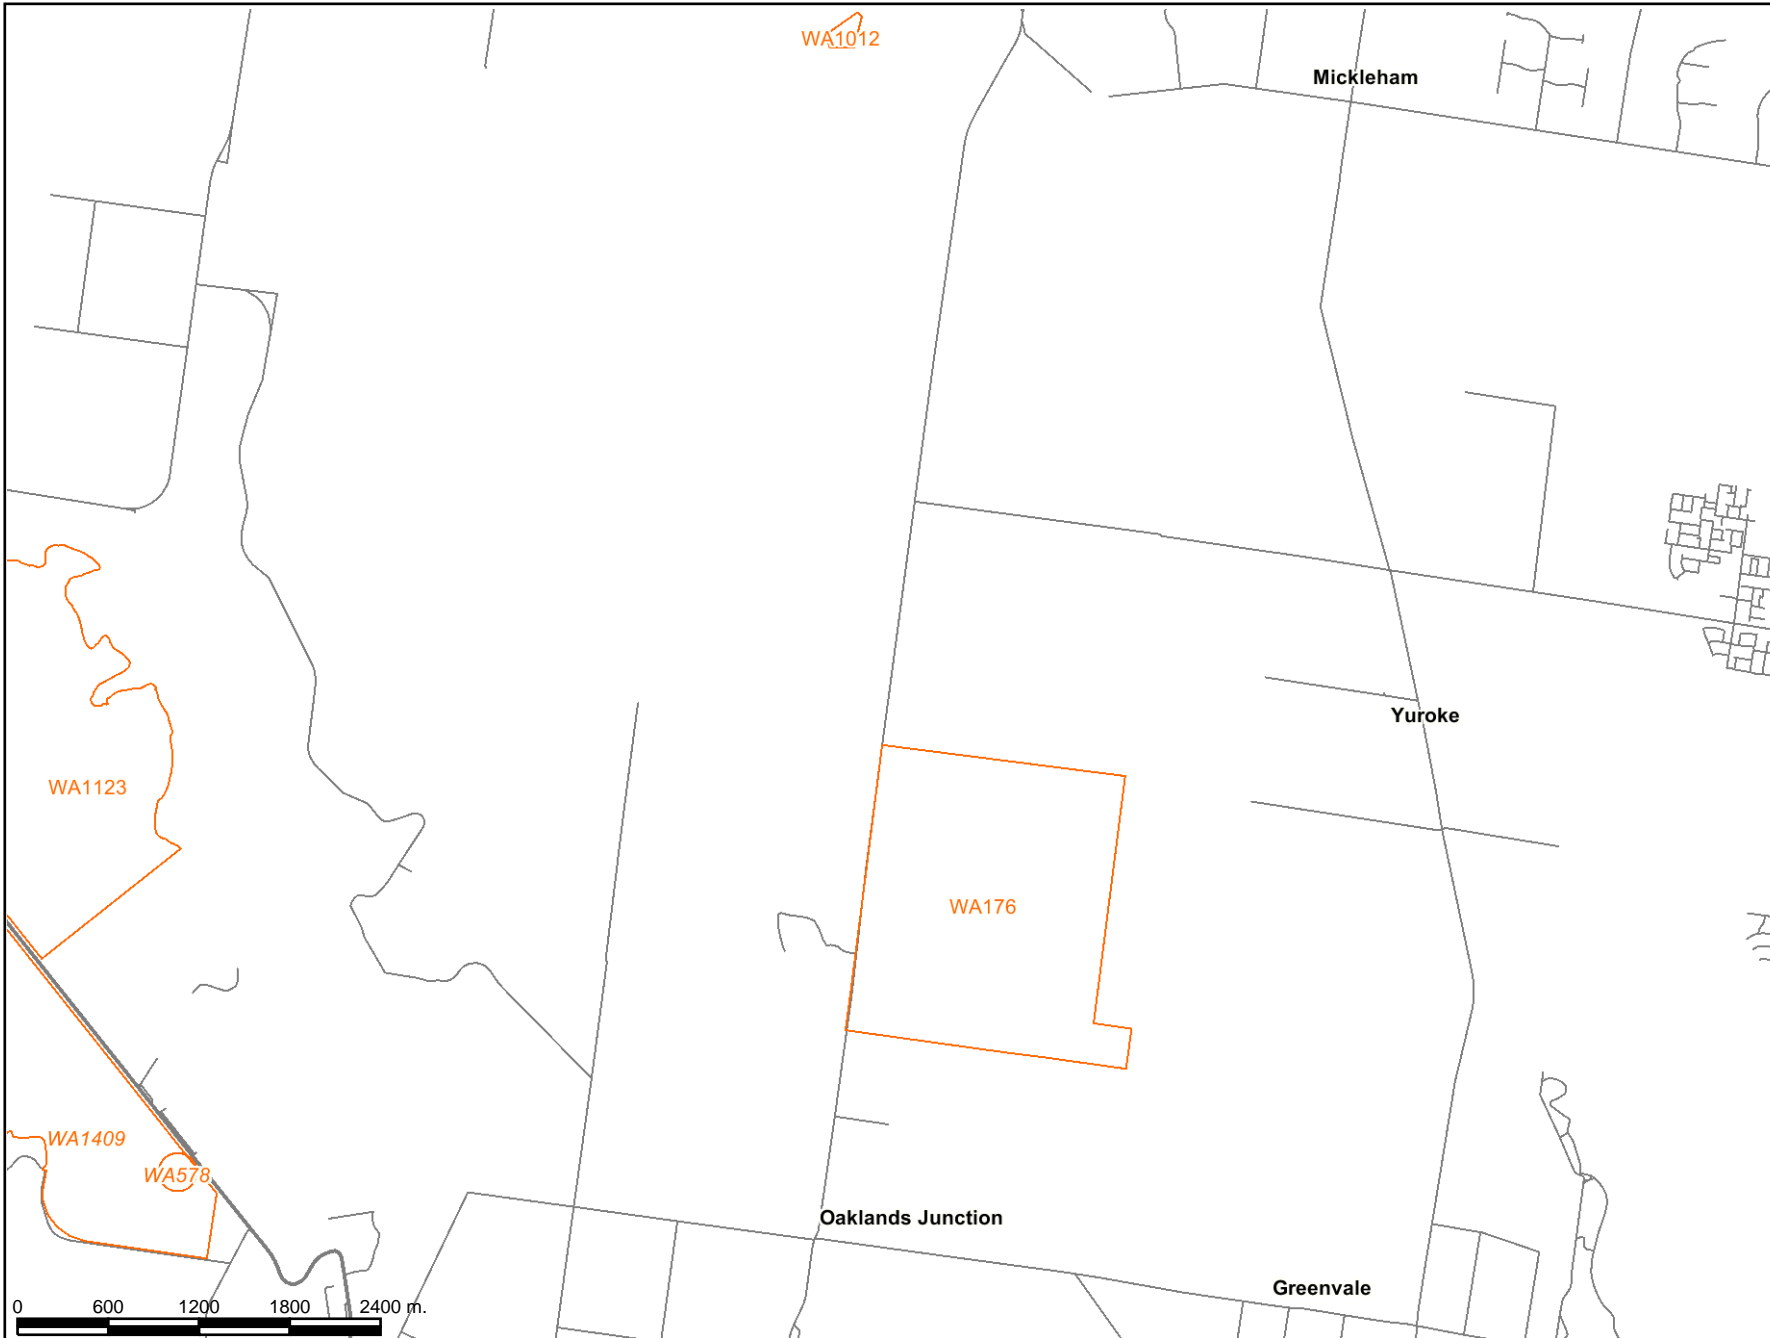 WA1012
Mickleham
Yuroke
WA1123
WA176
WA1409
WA578
Oaklands Junction
Greenvale
0 600 1200 1800 2400 m.